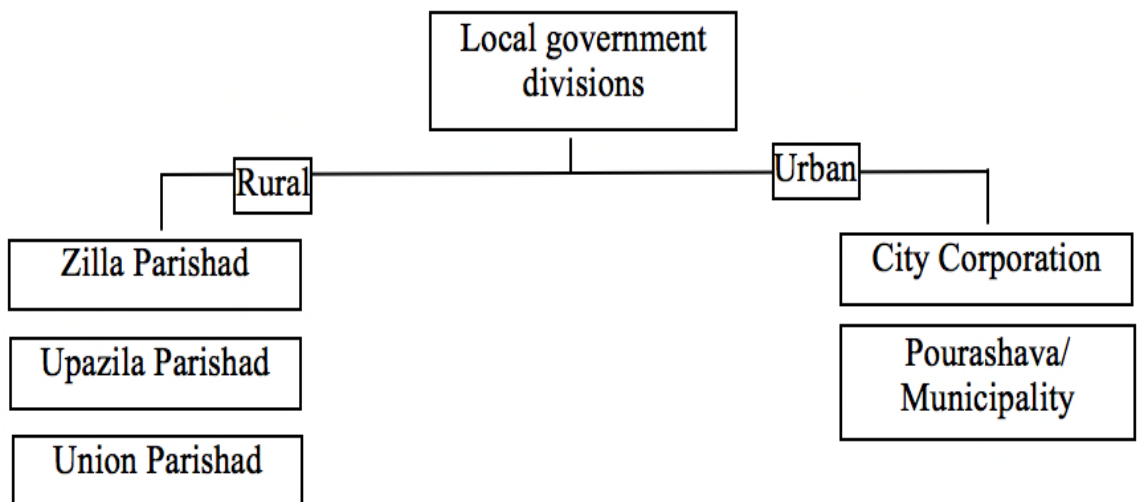 Local government
divisions
Rural
Urban
Zilla Parishad
City Corporation
Upazila Parishad
Pourashava/
Municipality
Union Parishad